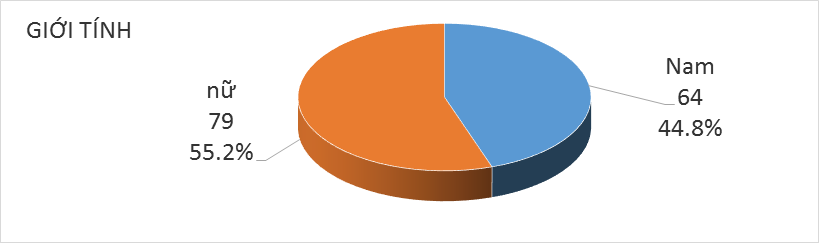 GIỚI TÍNH
nữ
79
55.2%
Nam
64
44.8%